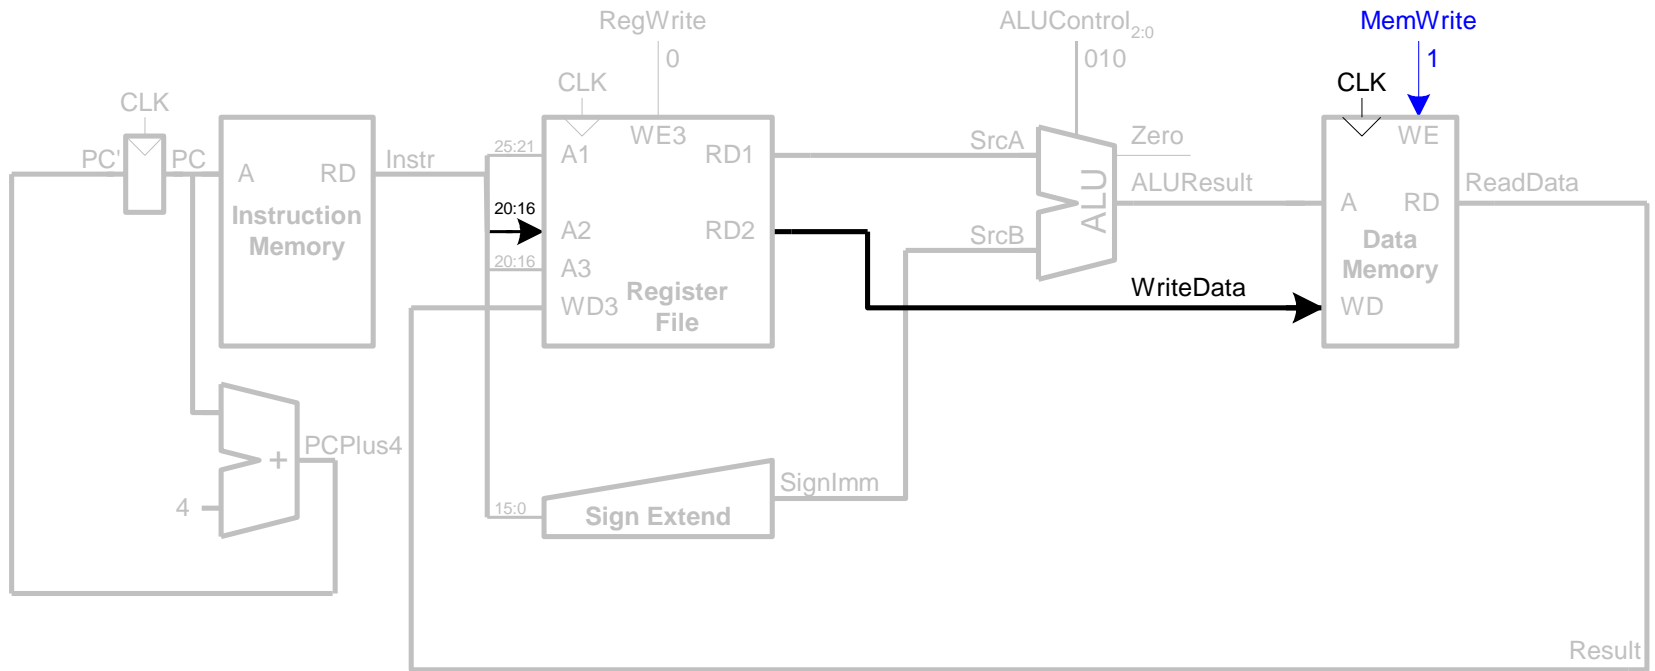 RegWrite
ALUControl2:0
MemWrite
0
010
1
CLK
CLK
CLK
PC'
PC
A
RD
Instr
Instruction
Memory
25:21
A1
WE3
RD1
20:16
A2
RD2
20:16
A3
WD3
Register
File
SrcA
SrcB
ALU
Zero
ALUResult
WriteData
WE
A
RD
ReadData
Data
Memory
WD
+
PCPlus4
4
15:0
Sign Extend
SignImm
Result